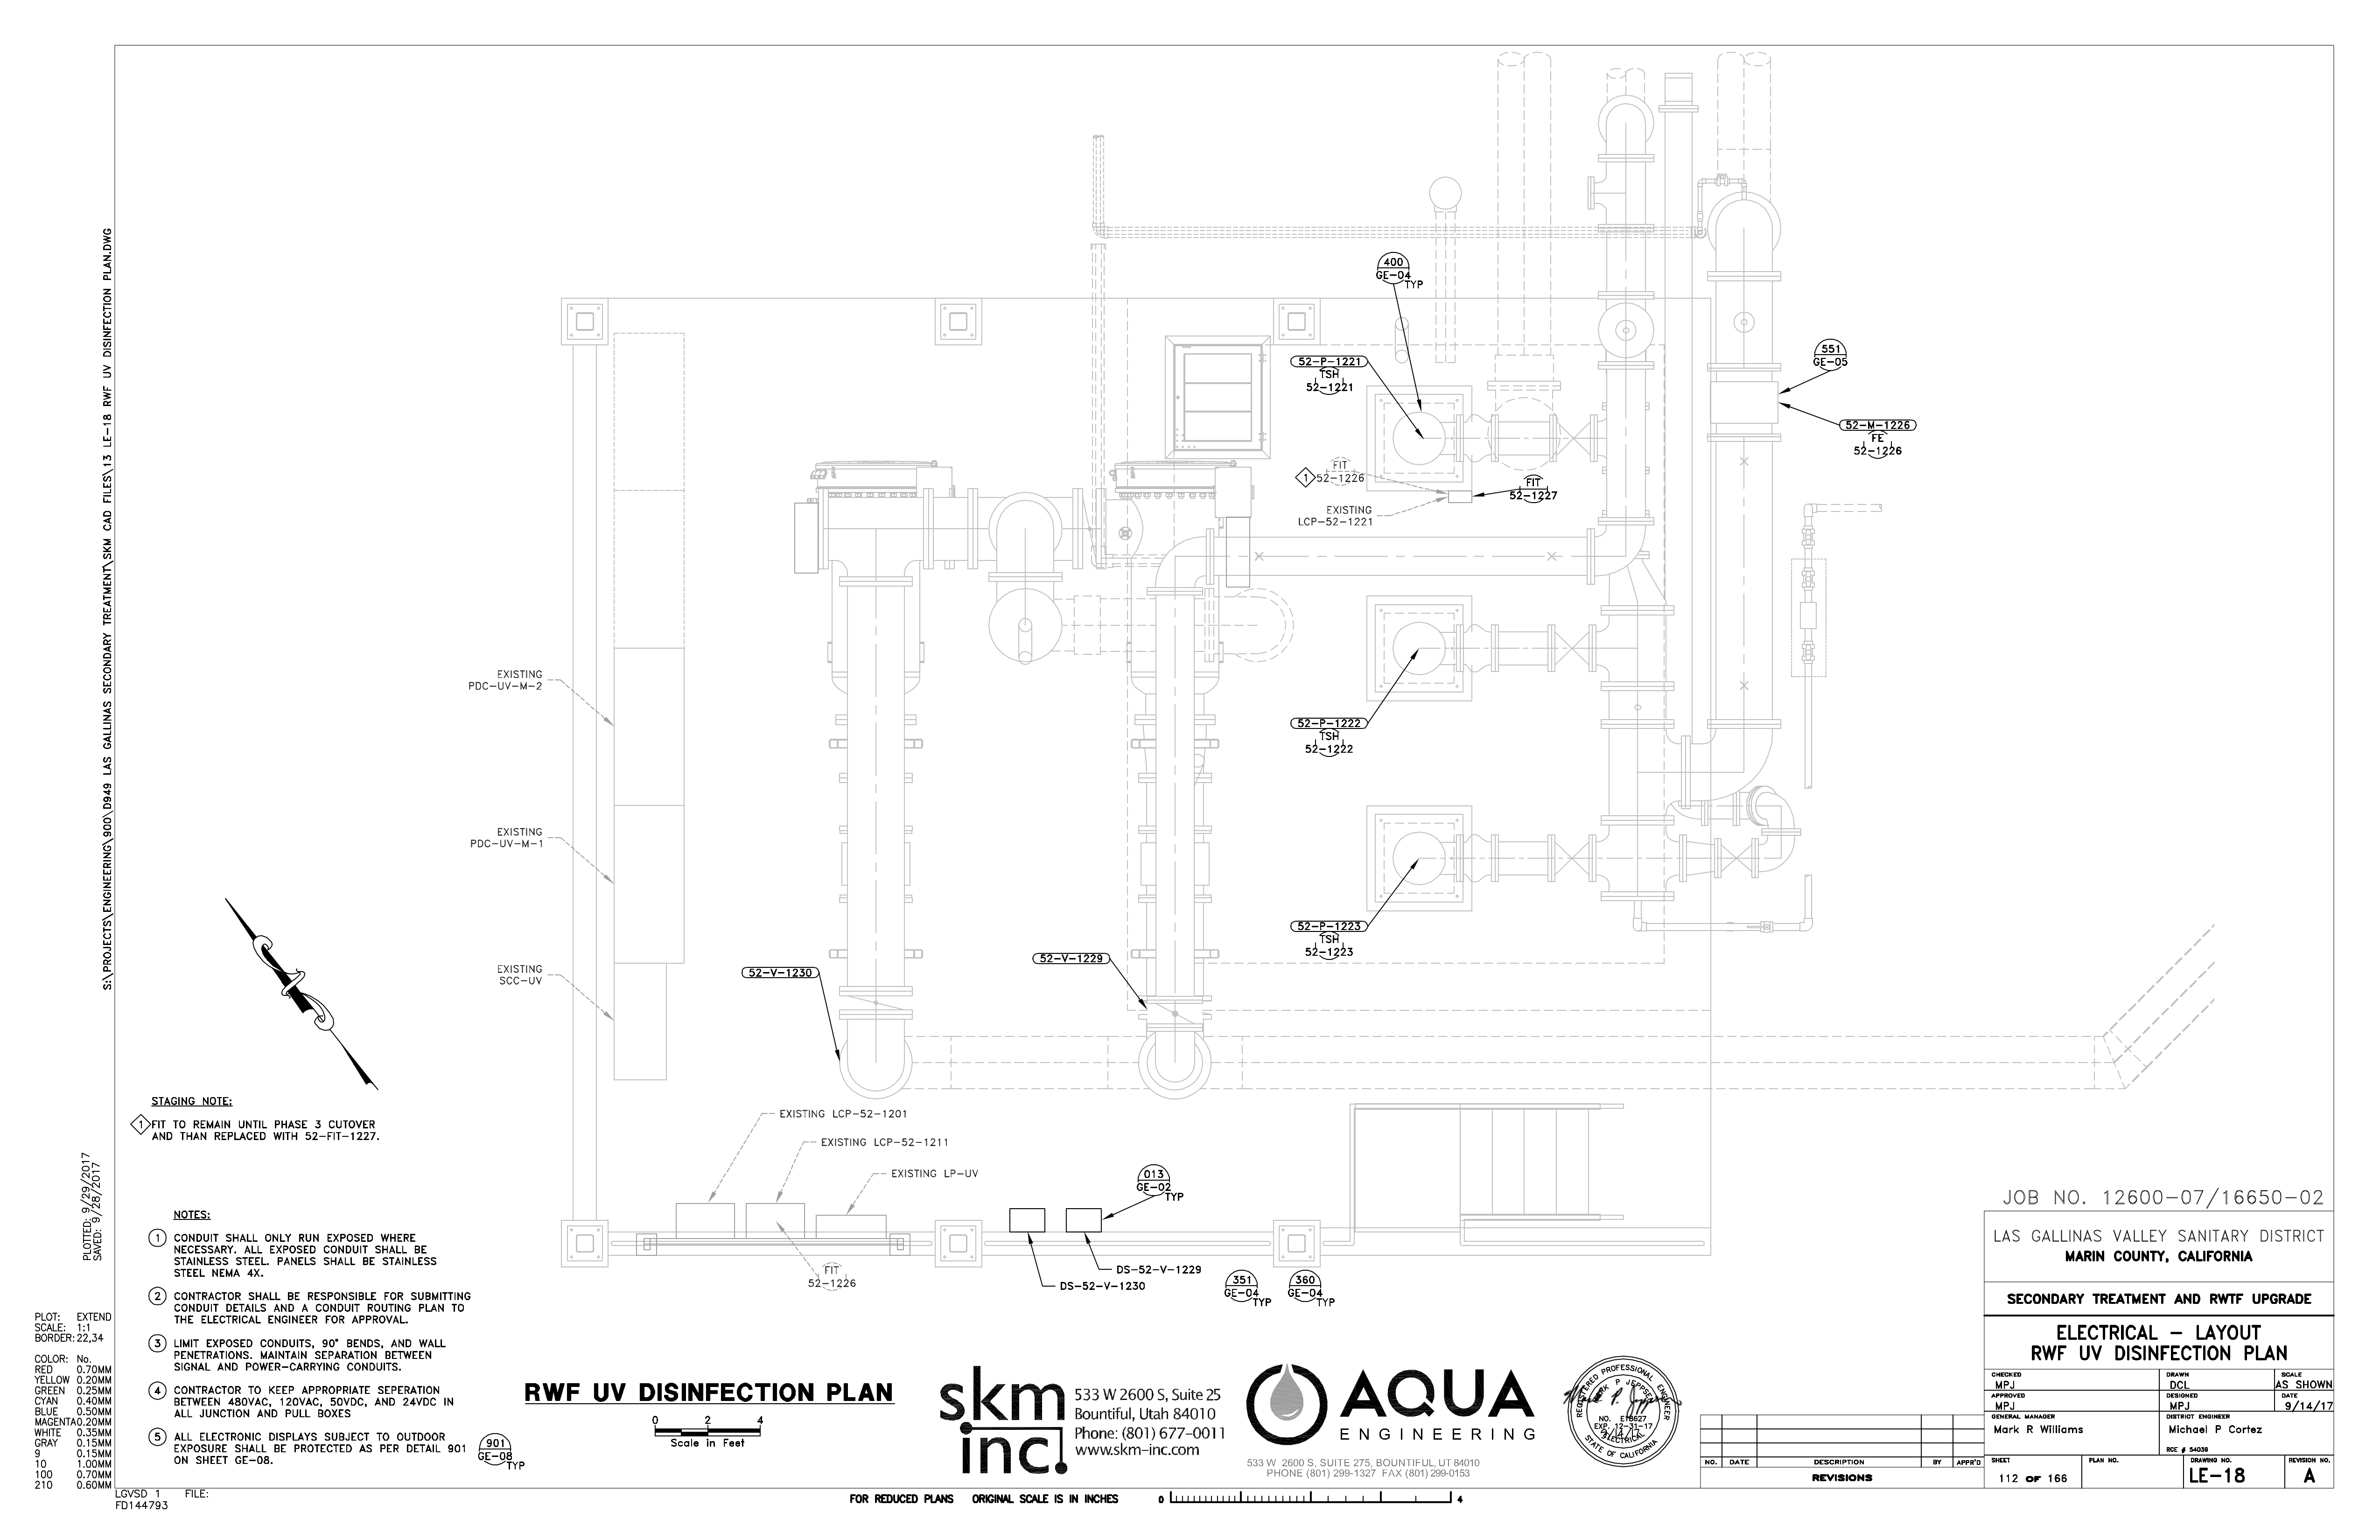 S:\PROJECTS\ENGINEERING\900\D949 LAS GALLINAS SECONDARY TREATMENT\SKM CAD FILES\13 LE-18 RWF UV DISINFECTION PLAN.DWG
PLOTTED: 9/29/2017
SAVED: 9/28/2017
PLOT: EXTEND
SCALE: 1:1
BORDER: 22,34
COLOR: No.
RED 0.70MM
YELLOW 0.20MM
GREEN 0.25MM
CYAN 0.40MM
BLUE 0.50MM
MAGENTA 0.20MM
WHITE 0.35MM
GRAY 0.15MM
9 0.15MM
10 1.00MM
100 0.70MM
210 0.60MM
LGVSD 1 FILE:
FD144793
400
GE-04
TYP
52-P-1221
TSH
52-1221
551
GE-05
52-M-1226
FE
52-1226
1
FIT
52-1226
FIT
52-1227
EXISTING
LCP-52-1221
EXISTING
PDC-UV-M-2
52-P-1222
TSH
52-1222
EXISTING
PDC-UV-M-1
52-P-1223
TSH
52-1223
EXISTING
SCC-UV
52-V-1230
52-V-1229
EXISTING LCP-52-1201
EXISTING LCP-52-1211
EXISTING LP-UV
013
GE-02
TYP
FIT
52-1226
DS-52-V-1229
DS-52-V-1230
351
GE-04
TYP
360
GE-04
TYP
STAGING NOTE:
1 FIT TO REMAIN UNTIL PHASE 3 CUTOVER
AND THAN REPLACED WITH 52-FIT-1227.
NOTES:
1 CONDUIT SHALL ONLY RUN EXPOSED WHERE
NECESSARY. ALL EXPOSED CONDUIT SHALL BE
STAINLESS STEEL. PANELS SHALL BE STAINLESS
STEEL NEMA 4X.
2 CONTRACTOR SHALL BE RESPONSIBLE FOR SUBMITTING
CONDUIT DETAILS AND A CONDUIT ROUTING PLAN TO
THE ELECTRICAL ENGINEER FOR APPROVAL.
3 LIMIT EXPOSED CONDUITS, 90° BENDS, AND WALL
PENETRATIONS. MAINTAIN SEPARATION BETWEEN
SIGNAL AND POWER-CARRYING CONDUITS.
4 CONTRACTOR TO KEEP APPROPRIATE SEPERATION
BETWEEN 480VAC, 120VAC, 50VDC, AND 24VDC IN
ALL JUNCTION AND PULL BOXES
5 ALL ELECTRONIC DISPLAYS SUBJECT TO OUTDOOR
EXPOSURE SHALL BE PROTECTED AS PER DETAIL 901
ON SHEET GE-08.
901
GE-08
TYP
RWF UV DISINFECTION PLAN
0 2 4
Scale in Feet
skm
inc.
533 W 2600 S, Suite 25
Bountiful, Utah 84010
Phone: (801) 677-0011
www.skm-inc.com
AQUA
ENGINEERING
533 W 2600 S, SUITE 275, BOUNTIFUL, UT 84010
PHONE (801) 299-1327 FAX (801) 299-0153
REGISTERED PROFESSIONAL ENGINEER
MARK P JEPPSEN
NO. E18627
EXP. 12-31-17
9/14/17
ELECTRICAL
STATE OF CALIFORNIA
FOR REDUCED PLANS ORIGINAL SCALE IS IN INCHES 0 4
NO. DATE DESCRIPTION BY APPR'D
REVISIONS
JOB NO. 12600-07/16650-02
LAS GALLINAS VALLEY SANITARY DISTRICT
MARIN COUNTY, CALIFORNIA
SECONDARY TREATMENT AND RWTF UPGRADE
ELECTRICAL - LAYOUT
RWF UV DISINFECTION PLAN
CHECKED DRAWN SCALE
MPJ DCL AS SHOWN
APPROVED DESIGNED DATE
MPJ MPJ 9/14/17
GENERAL MANAGER DISTRICT ENGINEER
Mark R Williams Michael P Cortez
RCE # 54039
SHEET PLAN NO. DRAWING NO. REVISION NO.
112 OF 166 LE-18 A